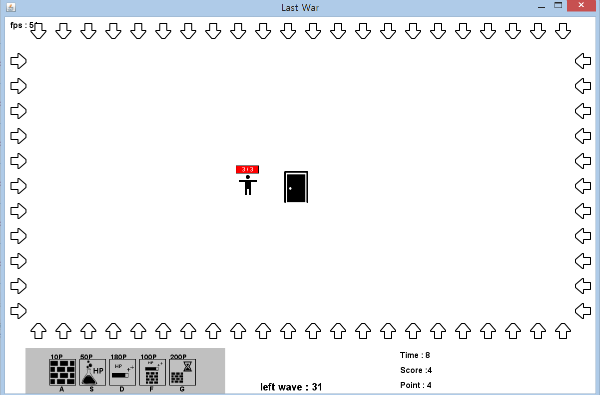 Last War
fps : 5
3 / 3
10P 50P 180P 100P 200P
HP HP HP
A S D F G
left wave : 31
Time : 8
Score :4
Point : 4